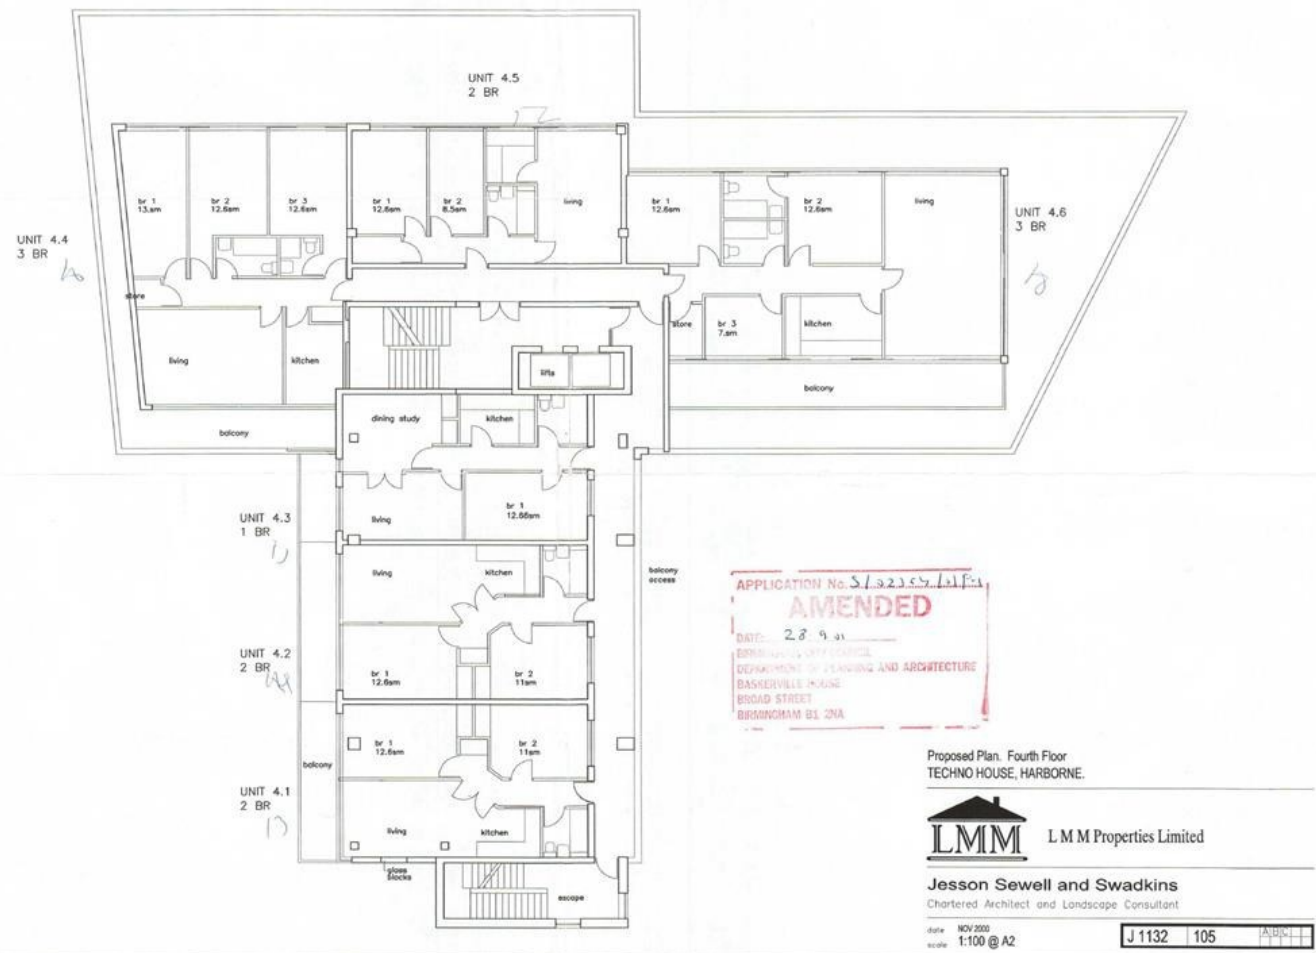 UNIT 4.5
2 BR
br 1
13.sm
br 2
12.6sm
br 3
12.6sm
br 1
12.6sm
br 2
8.5sm
living
br 1
12.6sm
br 2
12.6sm
living
UNIT 4.4
3 BR
UNIT 4.6
3 BR
store
living
kitchen
store
br 3
7.sm
kitchen
lifts
balcony
balcony
dining study
kitchen
UNIT 4.3
1 BR
living
br 1
12.66sm
living
kitchen
balcony
access
UNIT 4.2
2 BR
br 1
12.6sm
br 2
11sm
br 1
12.6sm
br 2
11sm
balcony
UNIT 4.1
2 BR
living
kitchen
glass
blocks
escape
APPLICATION No.
AMENDED
DATE: 28 9 01
DEPARTMENT OF PLANNING AND ARCHITECTURE
BASKERVILLE HOUSE
BROAD STREET
BIRMINGHAM B1 2NA
Proposed Plan. Fourth Floor
TECHNO HOUSE, HARBORNE.
LMM L M M Properties Limited
Jesson Sewell and Swadkins
Chartered Architect and Landscape Consultant
date NOV 2000
scale 1:100 @ A2
J 1132 105 A B C